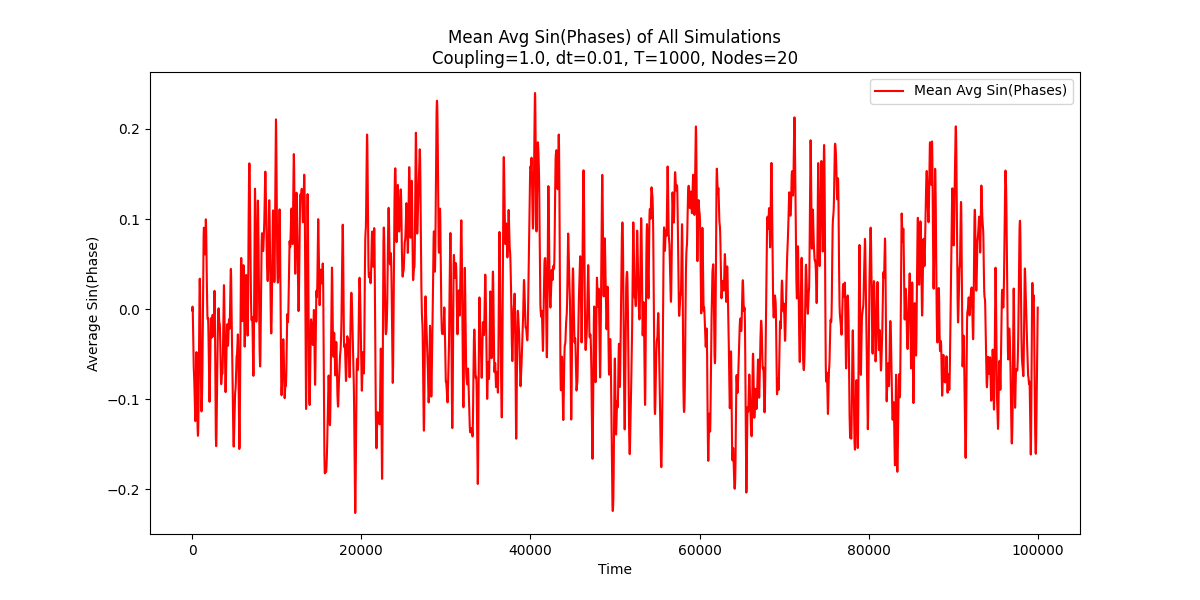 Mean Avg Sin(Phases) of All Simulations
Coupling=1.0, dt=0.01, T=1000, Nodes=20
Mean Avg Sin(Phases)
0.2
0.1
0.0
−0.1
−0.2
Average Sin(Phase)
0
20000
40000
60000
80000
100000
Time